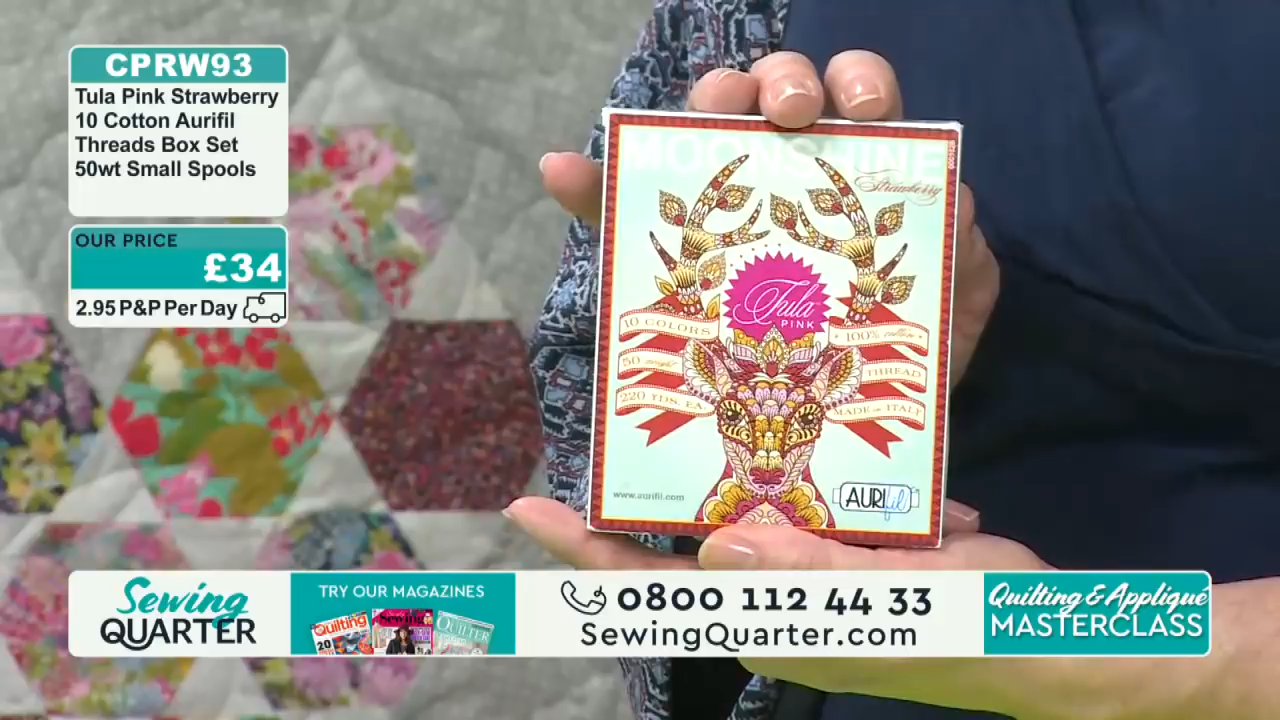 CPRW93
Tula Pink Strawberry
10 Cotton Aurifil
Threads Box Set
50wt Small Spools
OUR PRICE
£34
2.95 P&P Per Day
MOONSHINE
Strawberry
Tula
PINK
10 COLORS
50 weight
220 YDS. EA.
100% cotton
THREAD
MADE IN ITALY
www.aurifil.com
AURIfil
Sewing
QUARTER
TRY OUR MAGAZINES
Quilting
20
Sewing
QUILTER
0800 112 44 33
SewingQuarter.com
Quilting & Appliqué
MASTERCLASS